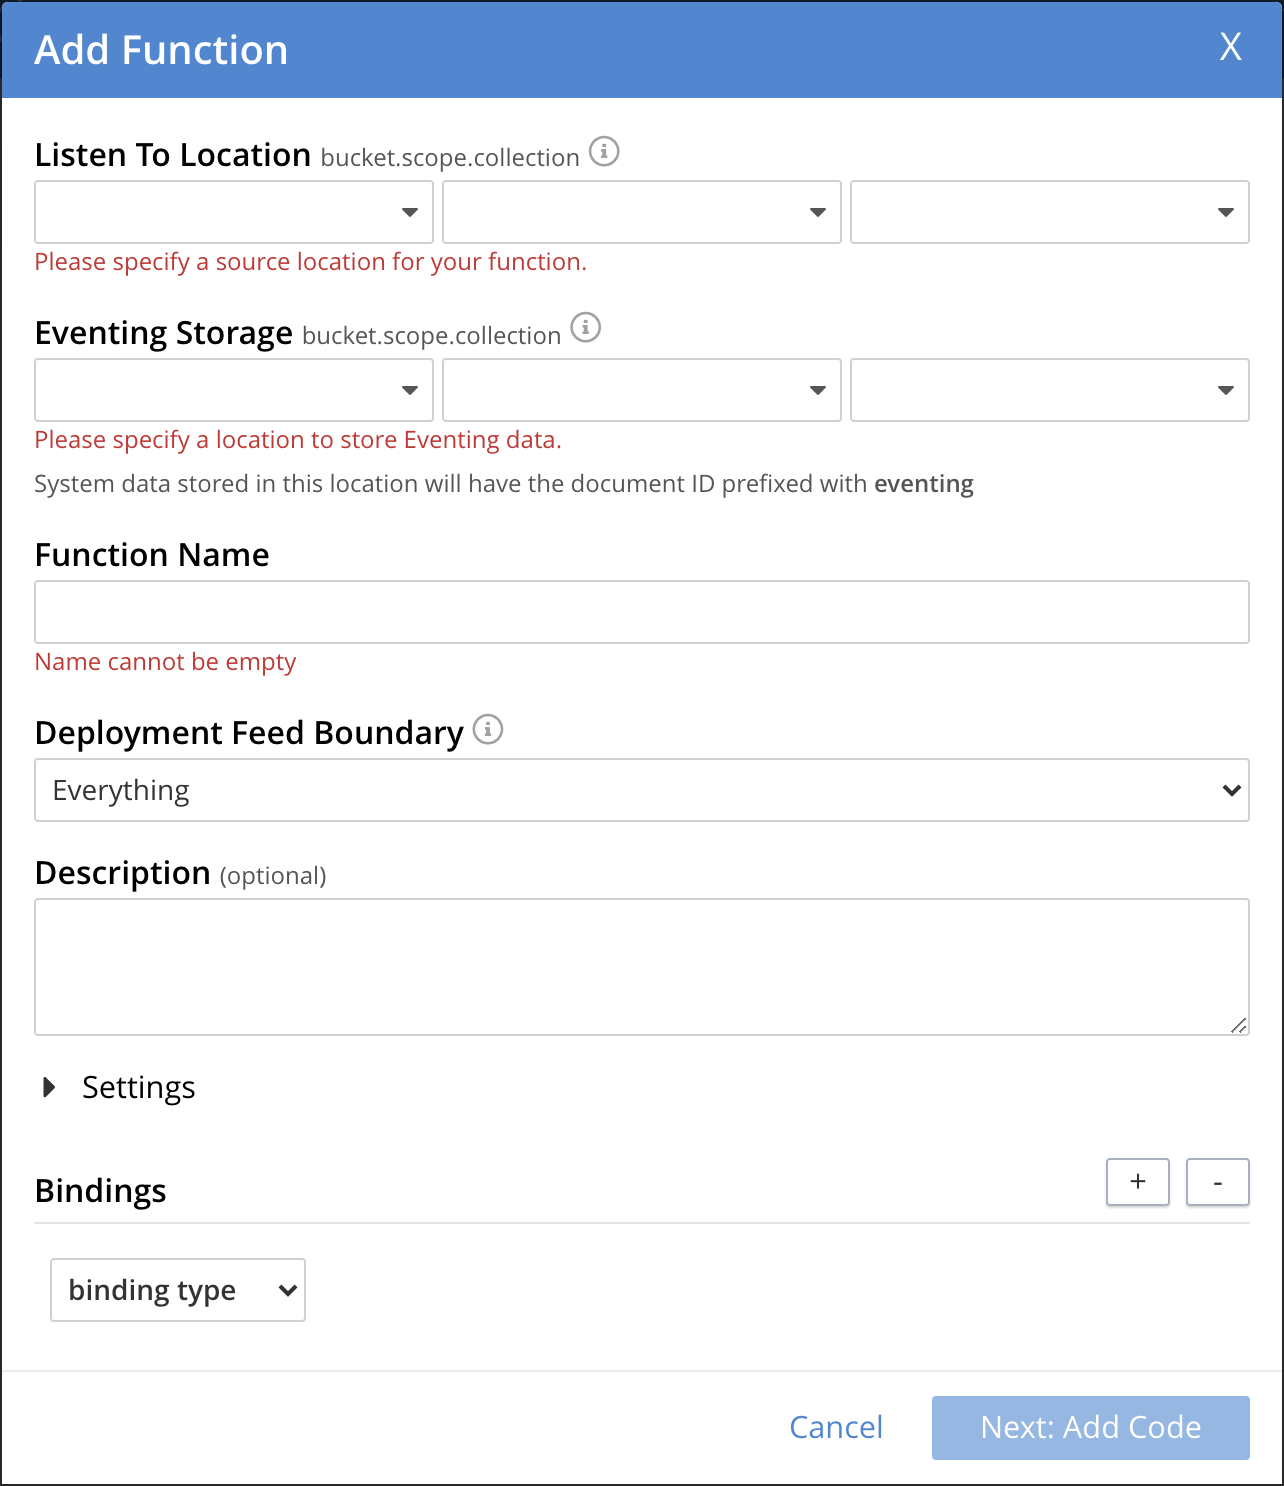 Add Function X
Listen To Location bucket.scope.collection
Please specify a source location for your function.
Eventing Storage bucket.scope.collection
Please specify a location to store Eventing data.
System data stored in this location will have the document ID prefixed with eventing
Function Name
Name cannot be empty
Deployment Feed Boundary
Everything
Description (optional)
Settings
Bindings + -
binding type
Cancel Next: Add Code